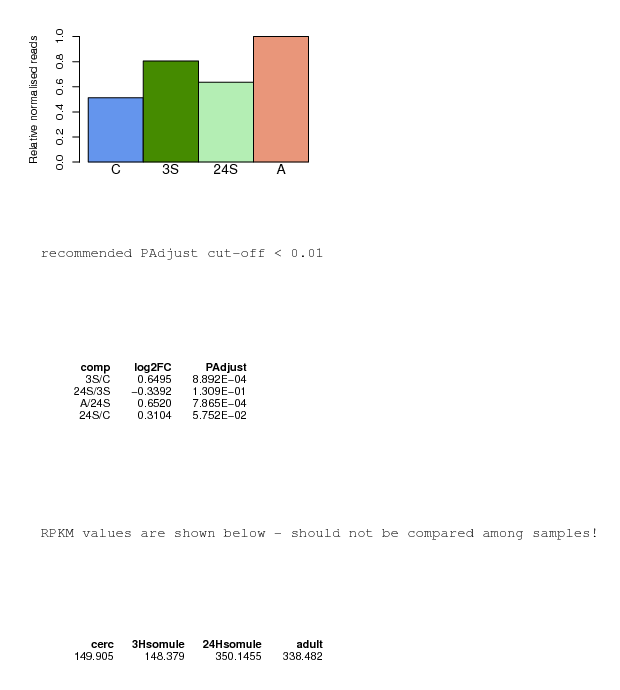 Relative normalised reads
1.0
0.8
0.6
0.4
0.2
0.0
C 3S 24S A
recommended PAdjust cut-off < 0.01
comp log2FC PAdjust
3S/C 0.6495 8.892E−04
24S/3S −0.3392 1.309E−01
A/24S 0.6520 7.865E−04
24S/C 0.3104 5.752E−02
RPKM values are shown below - should not be compared among samples!
cerc 3Hsomule 24Hsomule adult
149.905 148.379 350.1455 338.482